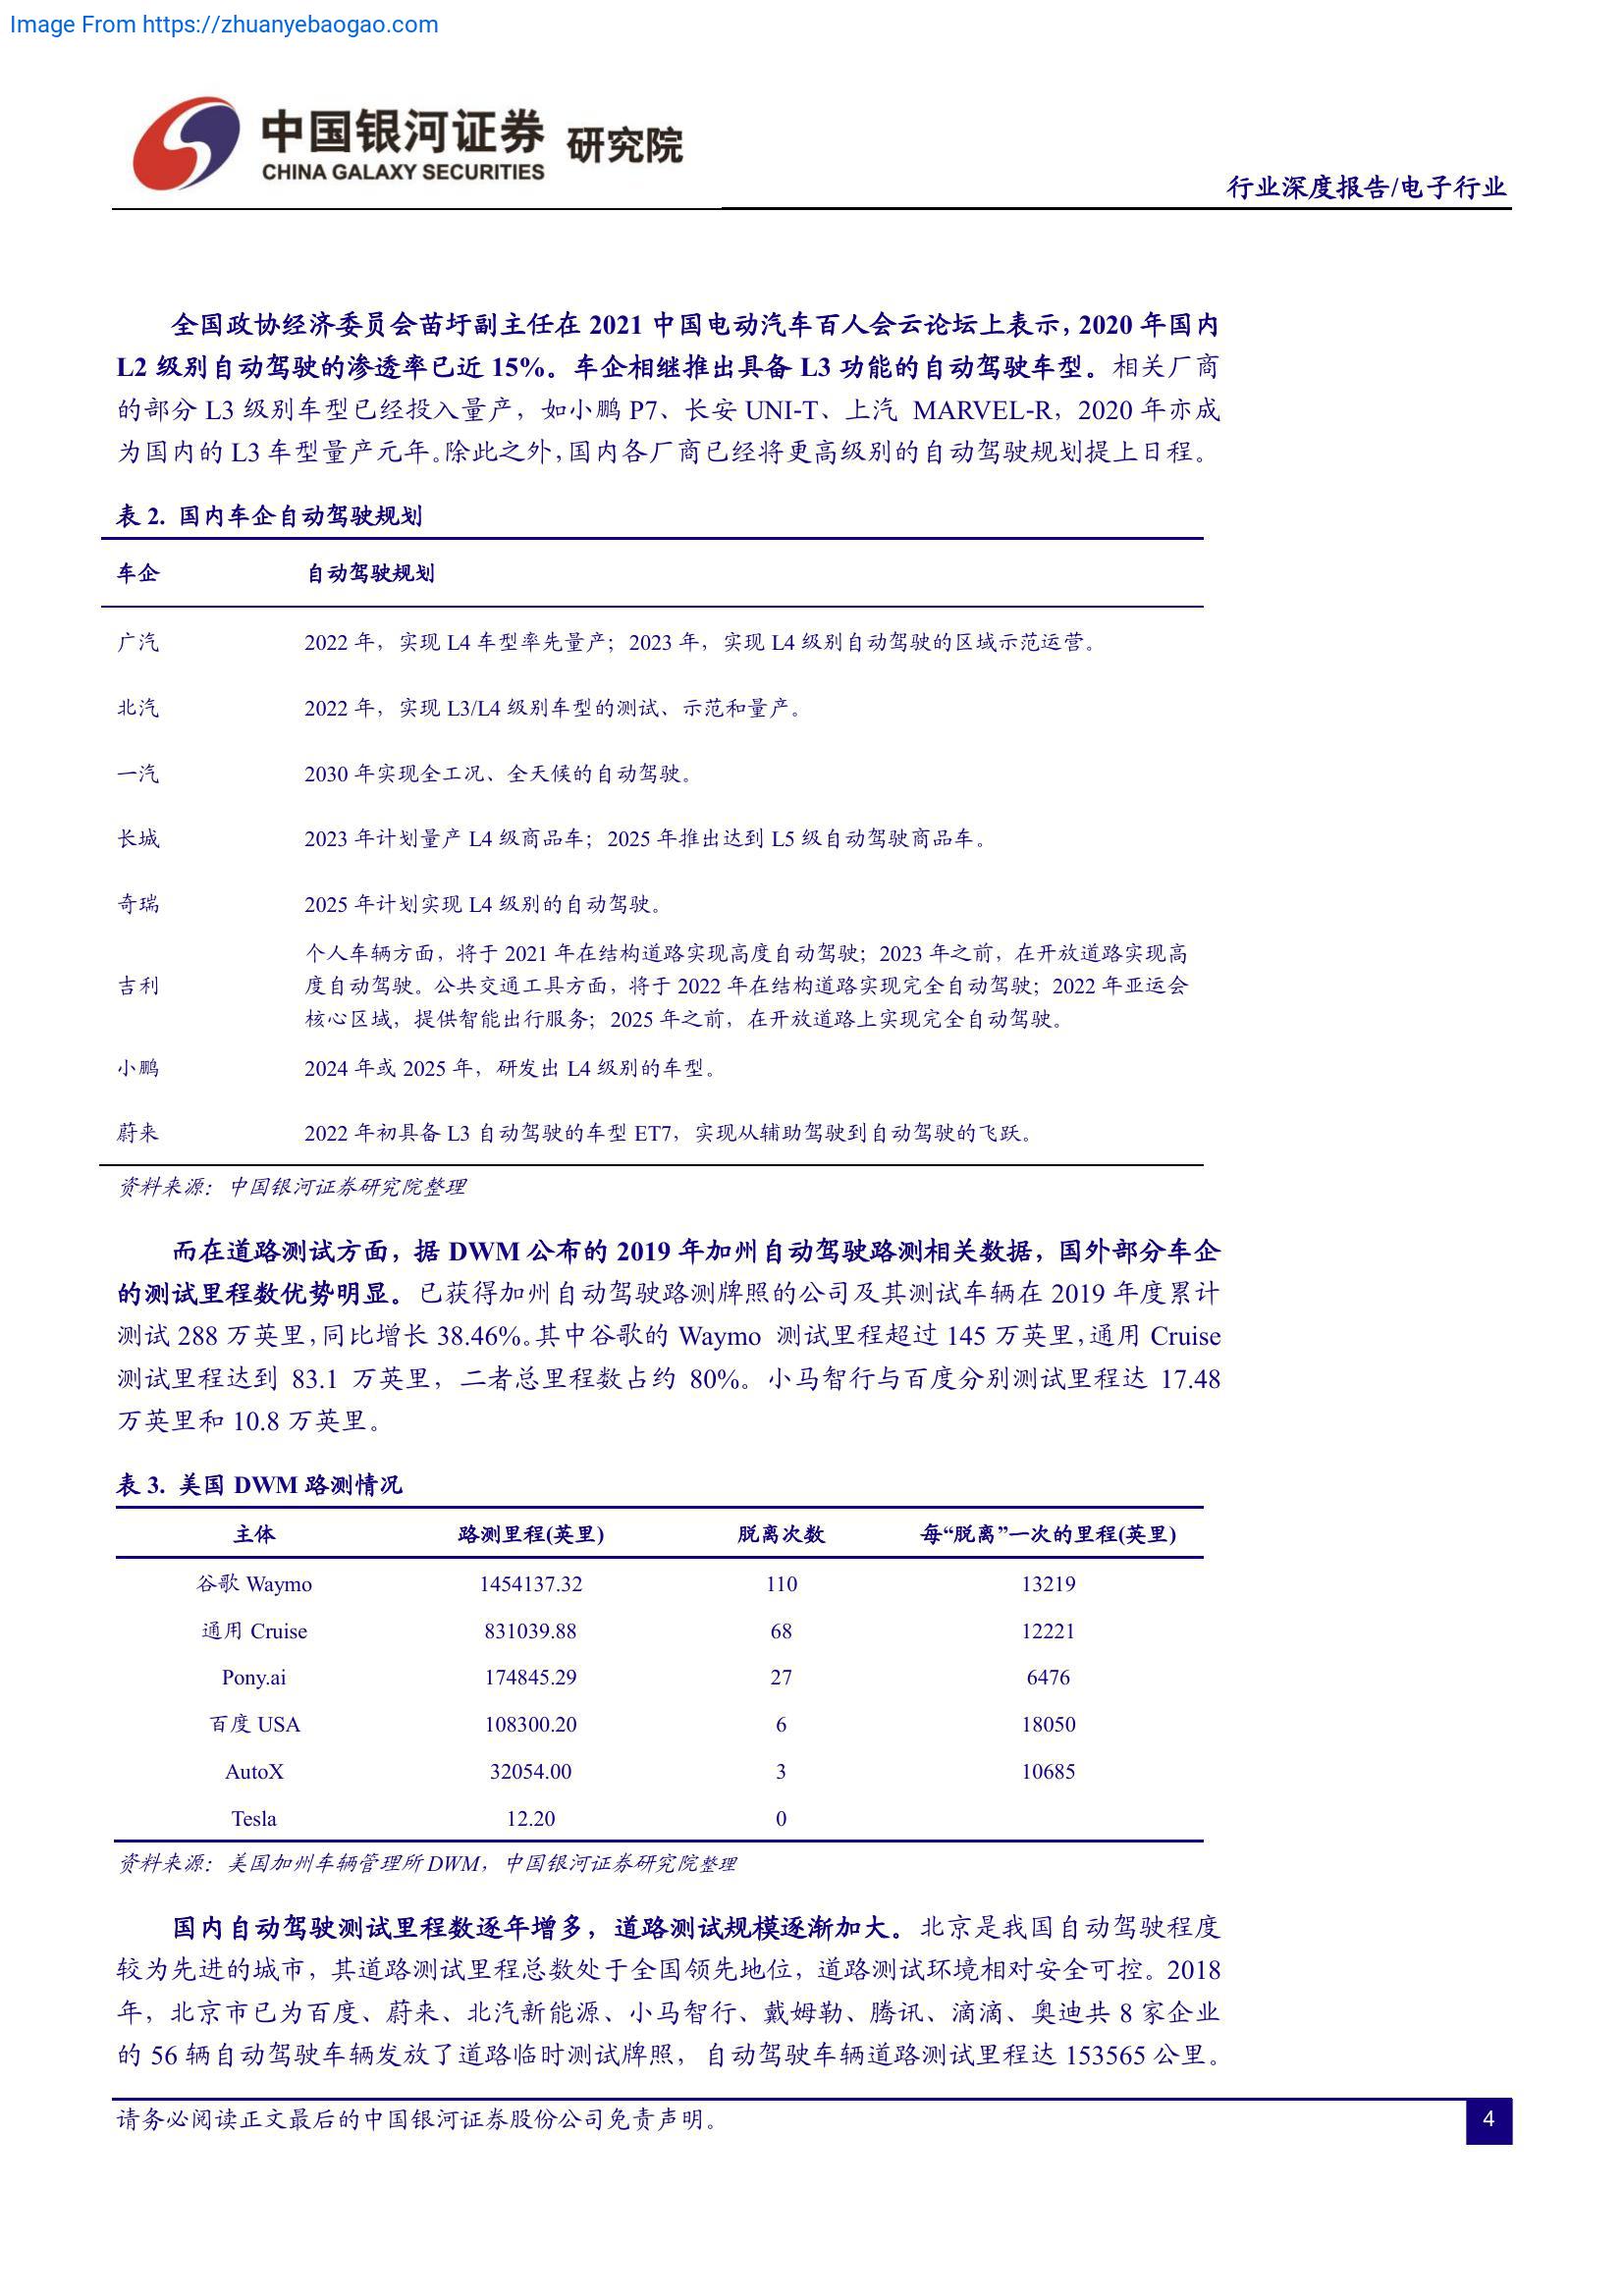 Image From https://zhuanyebaogao.com
中国银河证券 研究院
CHINA GALAXY SECURITIES
行业深度报告/电子行业
全国政协经济委员会苗圩副主任在 2021 中国电动汽车百人会云论坛上表示，2020 年国内
L2 级别自动驾驶的渗透率已近 15%。车企相继推出具备 L3 功能的自动驾驶车型。相关厂商
的部分 L3 级别车型已经投入量产，如小鹏 P7、长安 UNI-T、上汽 MARVEL-R，2020 年亦成
为国内的 L3 车型量产元年。除此之外，国内各厂商已经将更高级别的自动驾驶规划提上日程。
表 2. 国内车企自动驾驶规划
车企 自动驾驶规划
广汽 2022 年，实现 L4 车型率先量产；2023 年，实现 L4 级别自动驾驶的区域示范运营。
北汽 2022 年，实现 L3/L4 级别车型的测试、示范和量产。
一汽 2030 年实现全工况、全天候的自动驾驶。
长城 2023 年计划量产 L4 级商品车；2025 年推出达到 L5 级自动驾驶商品车。
奇瑞 2025 年计划实现 L4 级别的自动驾驶。
个人车辆方面，将于 2021 年在结构道路实现高度自动驾驶；2023 年之前，在开放道路实现高
吉利 度自动驾驶。公共交通工具方面，将于 2022 年在结构道路实现完全自动驾驶；2022 年亚运会
核心区域，提供智能出行服务；2025 年之前，在开放道路上实现完全自动驾驶。
小鹏 2024 年或 2025 年，研发出 L4 级别的车型。
蔚来 2022 年初具备 L3 自动驾驶的车型 ET7，实现从辅助驾驶到自动驾驶的飞跃。
资料来源：中国银河证券研究院整理
而在道路测试方面，据 DWM 公布的 2019 年加州自动驾驶路测相关数据，国外部分车企
的测试里程数优势明显。已获得加州自动驾驶路测牌照的公司及其测试车辆在 2019 年度累计
测试 288 万英里，同比增长 38.46%。其中谷歌的 Waymo 测试里程超过 145 万英里，通用 Cruise
测试里程达到 83.1 万英里，二者总里程数占约 80%。小马智行与百度分别测试里程达 17.48
万英里和 10.8 万英里。
表 3. 美国 DWM 路测情况
主体 路测里程(英里) 脱离次数 每“脱离”一次的里程(英里)
谷歌 Waymo 1454137.32 110 13219
通用 Cruise 831039.88 68 12221
Pony.ai 174845.29 27 6476
百度 USA 108300.20 6 18050
AutoX 32054.00 3 10685
Tesla 12.20 0
资料来源：美国加州车辆管理所 DWM，中国银河证券研究院整理
国内自动驾驶测试里程数逐年增多，道路测试规模逐渐加大。北京是我国自动驾驶程度
较为先进的城市，其道路测试里程总数处于全国领先地位，道路测试环境相对安全可控。2018
年，北京市已为百度、蔚来、北汽新能源、小马智行、戴姆勒、腾讯、滴滴、奥迪共 8 家企业
的 56 辆自动驾驶车辆发放了道路临时测试牌照，自动驾驶车辆道路测试里程达 153565 公里。
请务必阅读正文最后的中国银河证券股份公司免责声明。
4